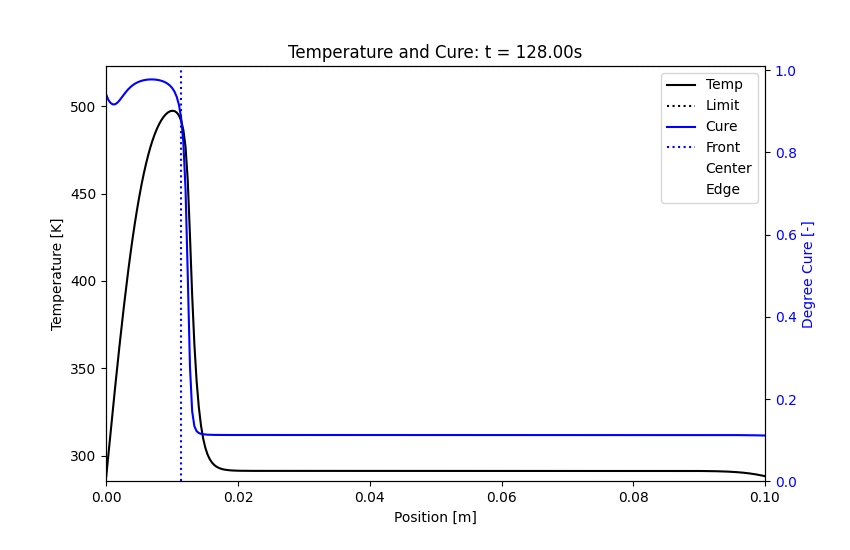 Temperature and Cure: t = 128.00s
Temp
Limit
Cure
Front
Center
Edge
Temperature [K]
500
450
400
350
300
Degree Cure [-]
1.0
0.8
0.6
0.4
0.2
0.0
0.00 0.02 0.04 0.06 0.08 0.10
Position [m]